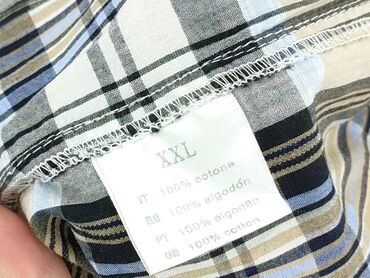 XXL
IT 100% cotone
ES 100% algodón
PT 100% algodão
GB 100% cotton